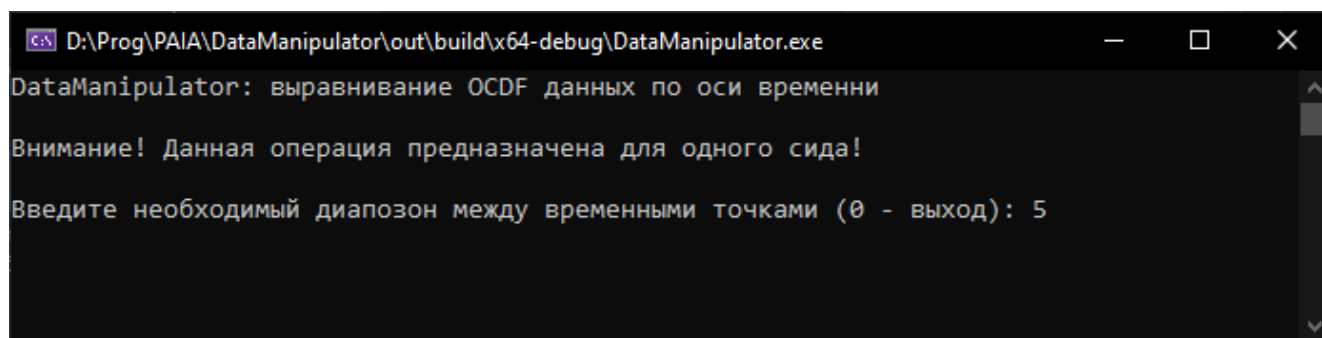 D:\Prog\PAIA\DataManipulator\out\build\x64-debug\DataManipulator.exe
DataManipulator: выравнивание OCDF данных по оси временни
Внимание! Данная операция предназначена для одного сида!
Введите необходимый диапозон между временными точками (0 - выход): 5